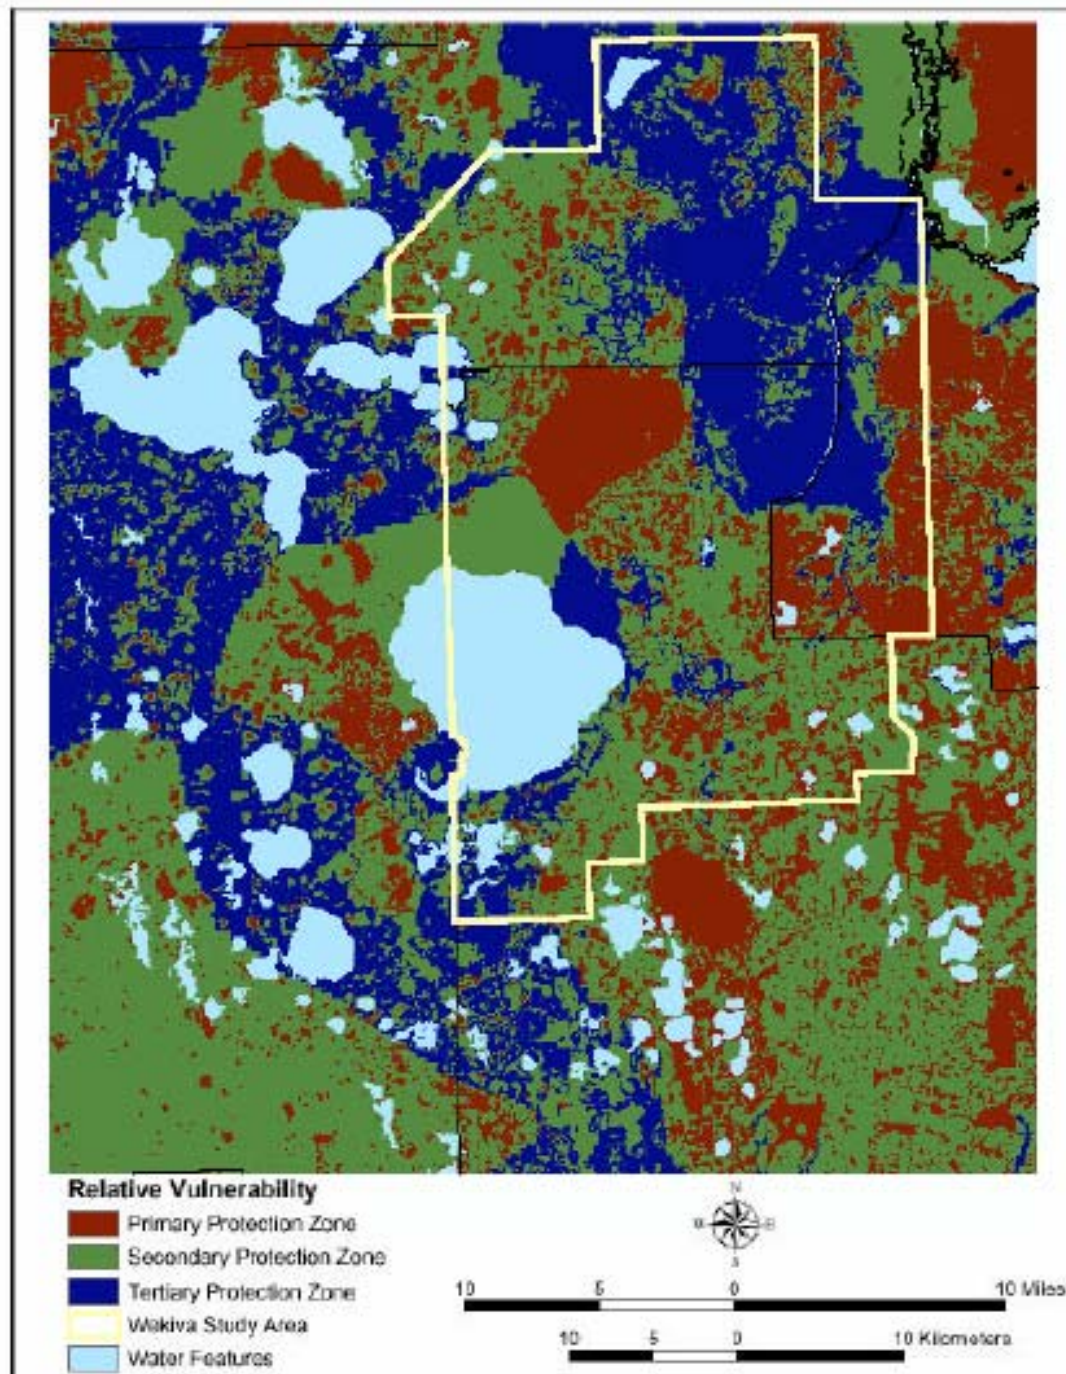 Relative Vulnerability
Primary Protection Zone
Secondary Protection Zone
Tertiary Protection Zone
Wekiva Study Area
Water Features
N
W E
S
10 5 0 10 Miles
10 5 0 10 Kilometers